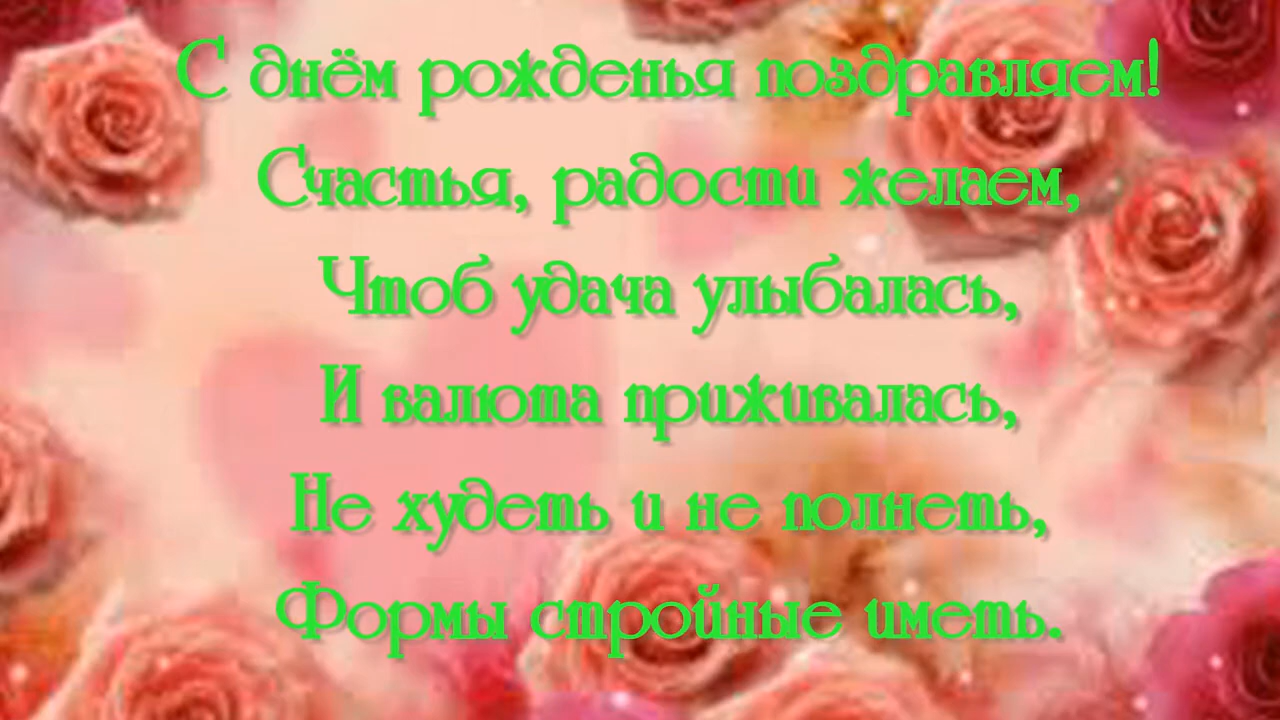 С днём рожденья поздравляем!
Счастья, радости желаем,
Чтоб удача улыбалась,
И валюта приживалась,
Не худеть и не полнеть,
Формы стройные иметь.